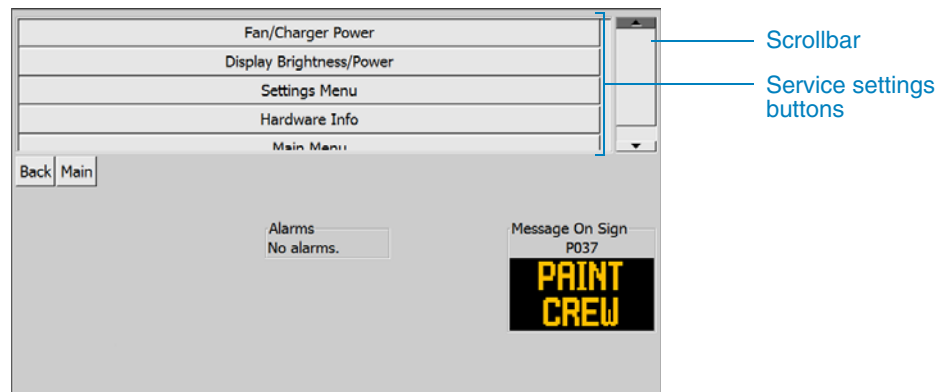 Fan/Charger Power
Display Brightness/Power
Settings Menu
Hardware Info
Main Menu
Back Main
Scrollbar
Service settings
buttons
Alarms
No alarms.
Message On Sign
P037
PAINT
CREW